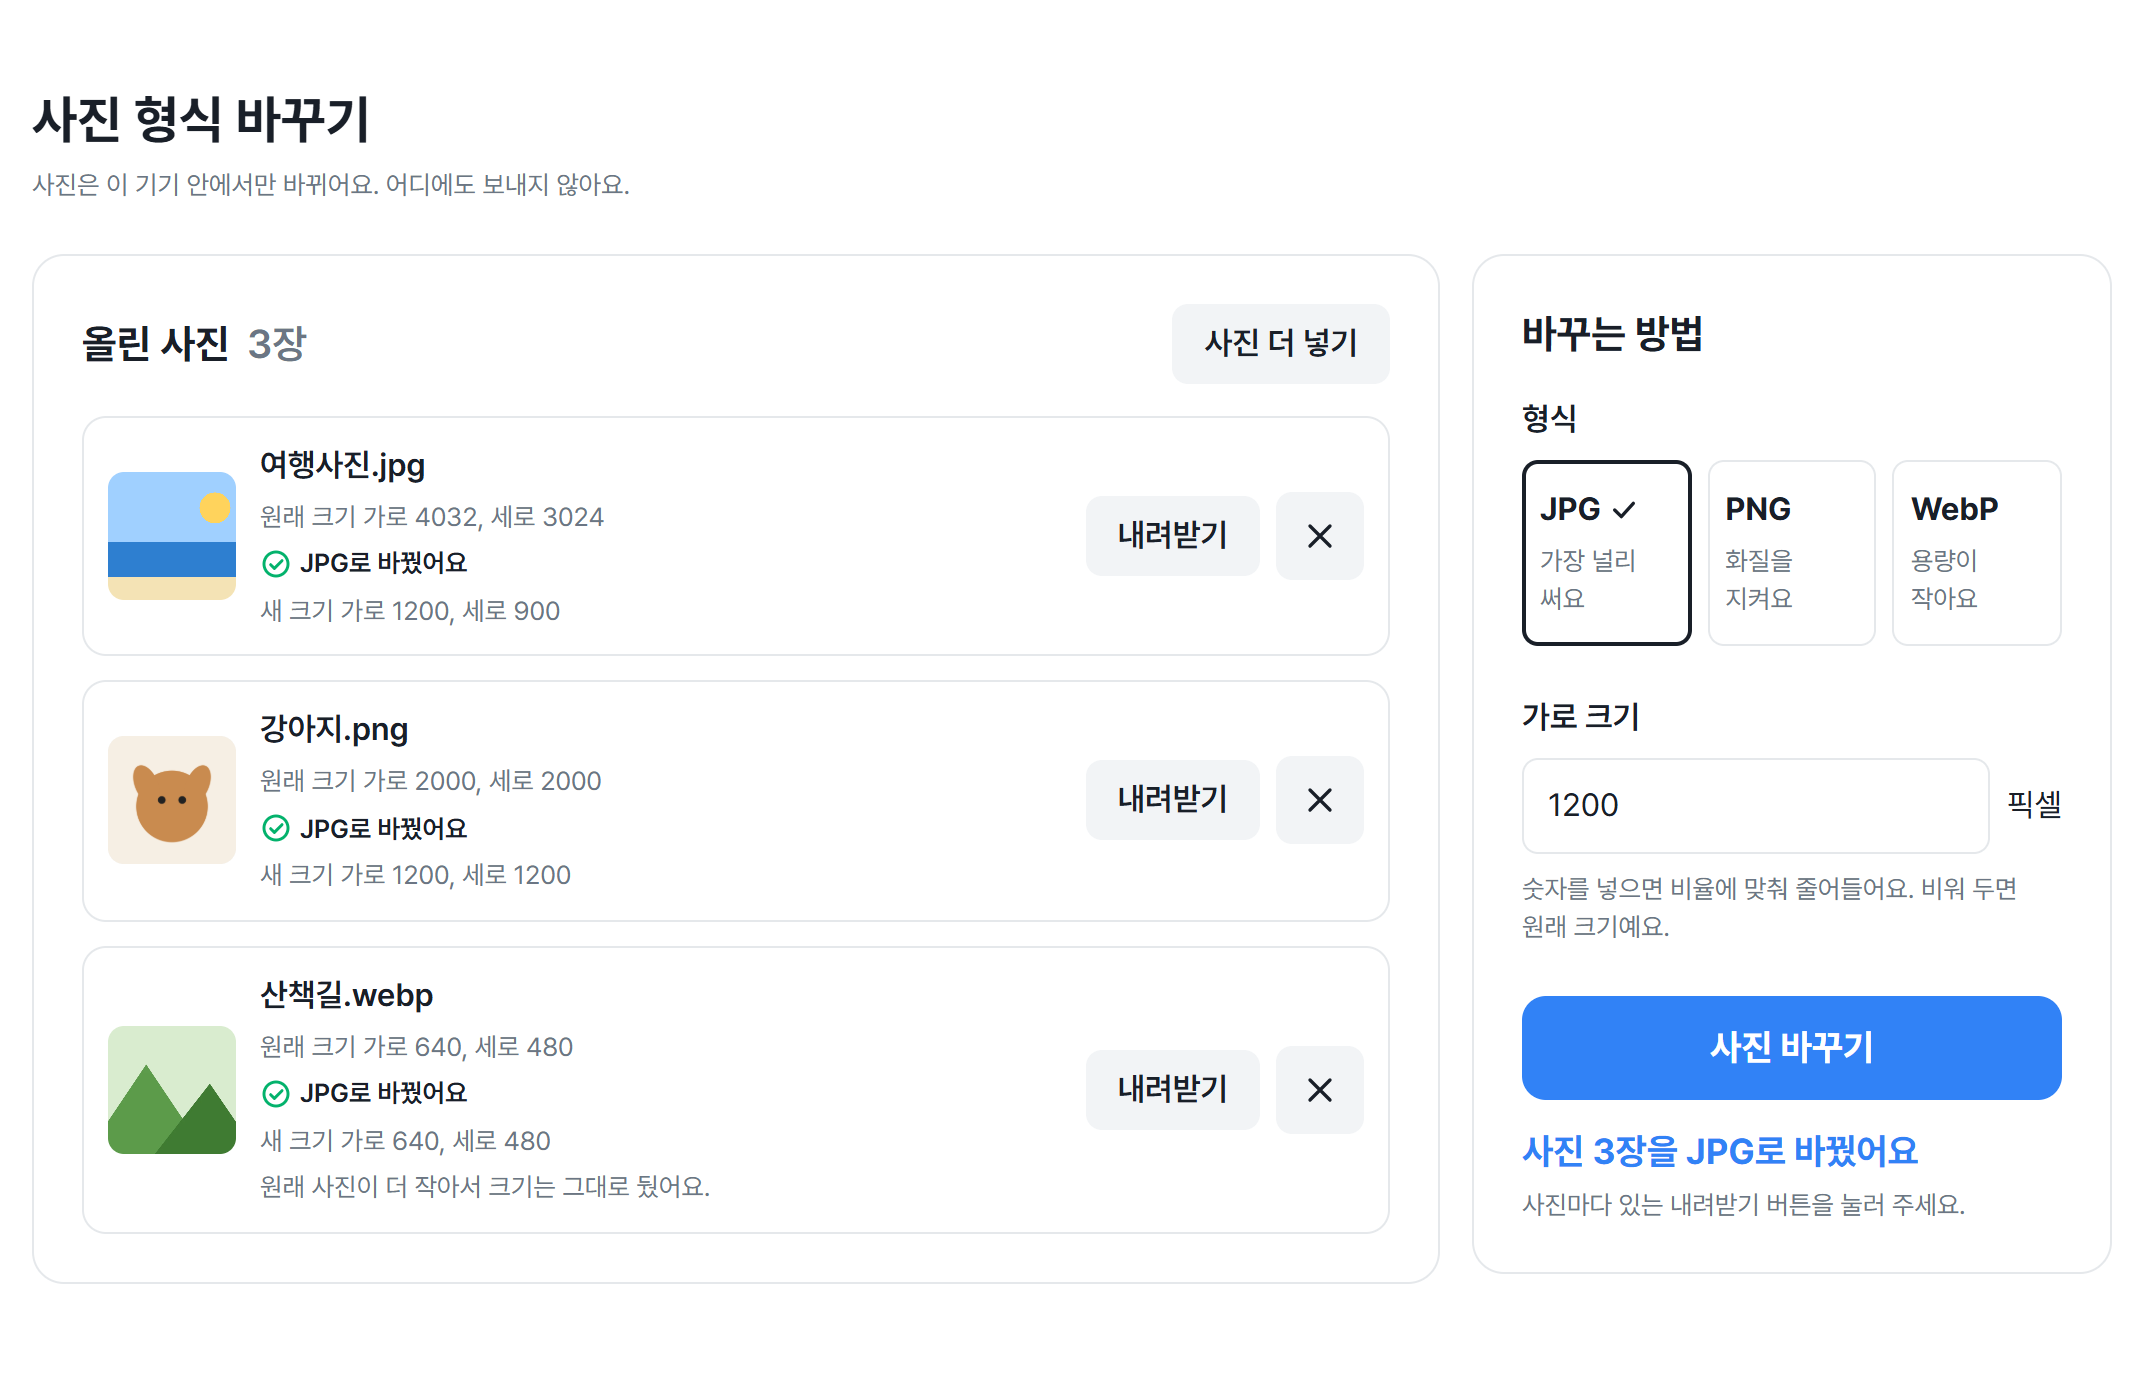 사진 형식 바꾸기
사진은 이 기기 안에서만 바뀌어요. 어디에도 보내지 않아요.
올린 사진 3장
사진 더 넣기
여행사진.jpg
원래 크기 가로 4032, 세로 3024
JPG로 바꿨어요
새 크기 가로 1200, 세로 900
내려받기
강아지.png
원래 크기 가로 2000, 세로 2000
JPG로 바꿨어요
새 크기 가로 1200, 세로 1200
내려받기
산책길.webp
원래 크기 가로 640, 세로 480
JPG로 바꿨어요
새 크기 가로 640, 세로 480
원래 사진이 더 작아서 크기는 그대로 뒀어요.
내려받기
바꾸는 방법
형식
JPG
가장 널리
써요
PNG
화질을
지켜요
WebP
용량이
작아요
가로 크기
1200
픽셀
숫자를 넣으면 비율에 맞춰 줄어들어요. 비워 두면
원래 크기예요.
사진 바꾸기
사진 3장을 JPG로 바꿨어요
사진마다 있는 내려받기 버튼을 눌러 주세요.